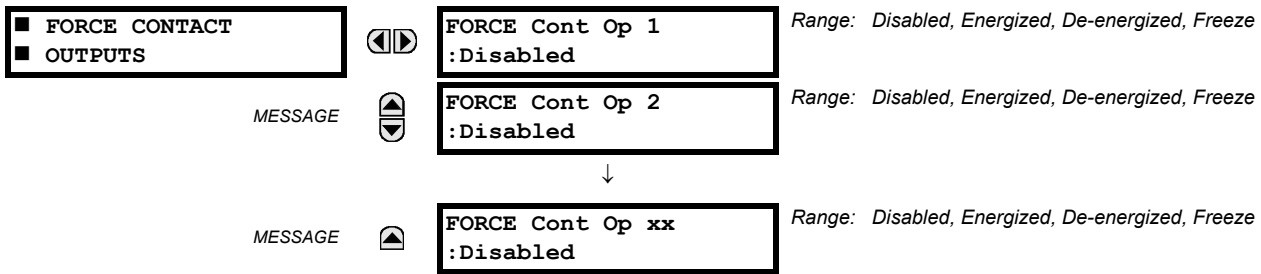 ■ FORCE CONTACT
■ OUTPUTS
FORCE Cont Op 1
:Disabled
Range: Disabled, Energized, De-energized, Freeze
MESSAGE
FORCE Cont Op 2
:Disabled
Range: Disabled, Energized, De-energized, Freeze
↓
MESSAGE
FORCE Cont Op xx
:Disabled
Range: Disabled, Energized, De-energized, Freeze